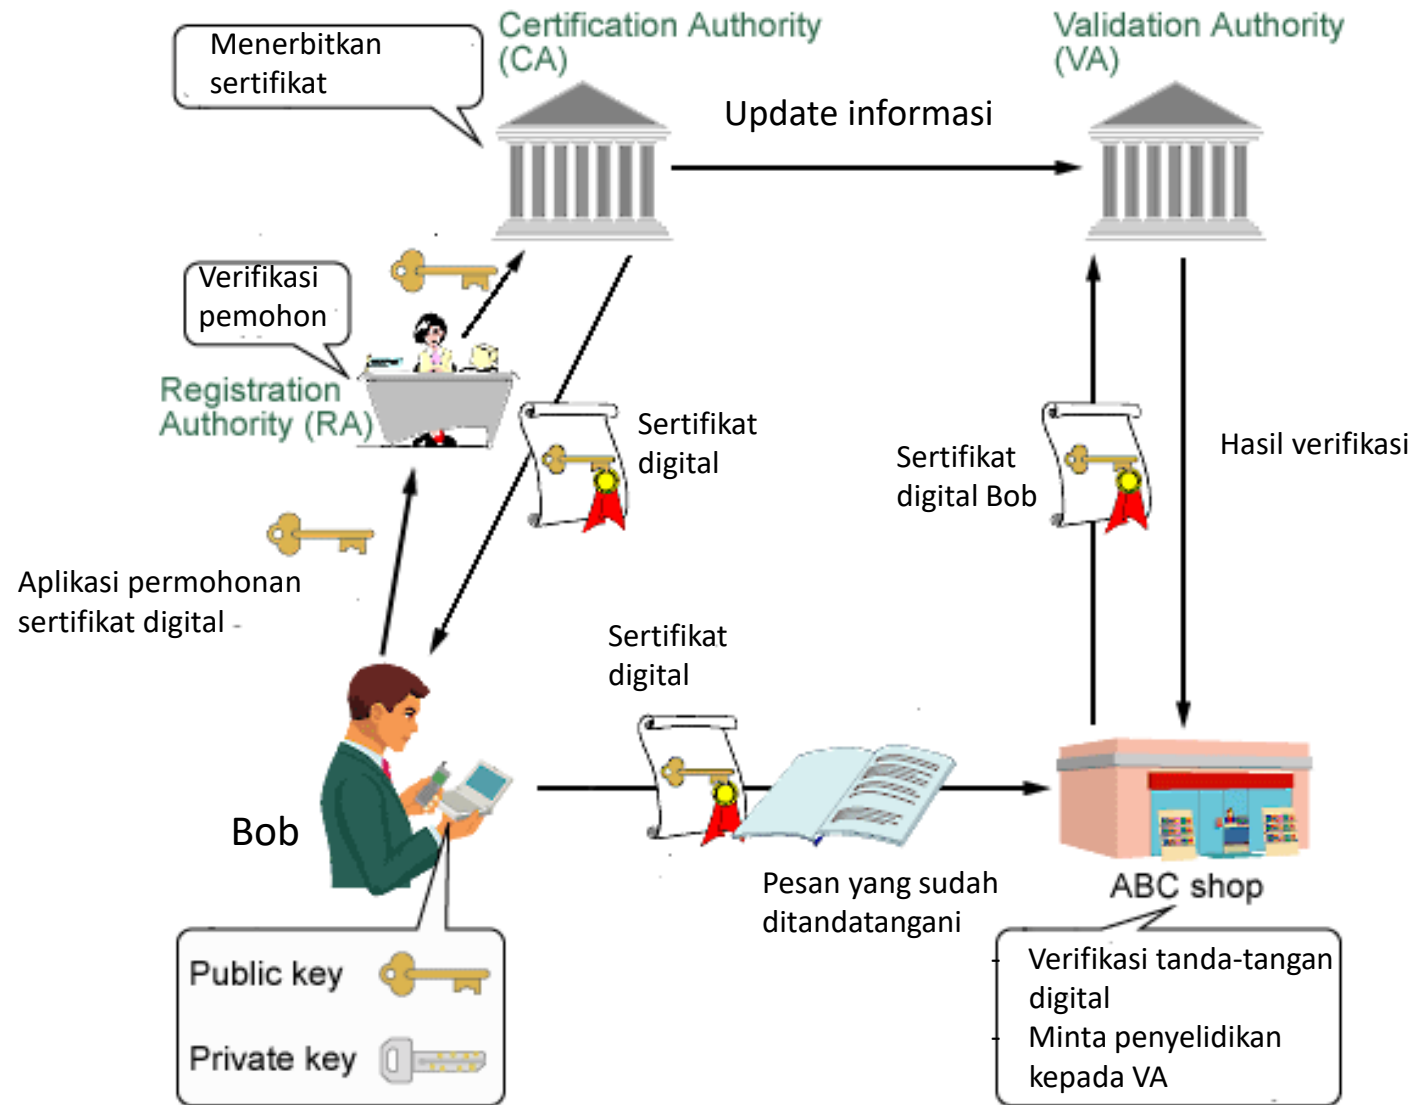 Menerbitkan
sertifikat
Certification Authority
(CA)
Validation Authority
(VA)
Update informasi
Verifikasi
pemohon
Registration
Authority (RA)
Sertifikat
digital
Sertifikat
digital Bob
Hasil verifikasi
Aplikasi permohonan
sertifikat digital
Sertifikat
digital
Bob
Pesan yang sudah
ditandatangani
ABC shop
Public key
Private key
- Verifikasi tanda-tangan
digital
- Minta penyelidikan
kepada VA